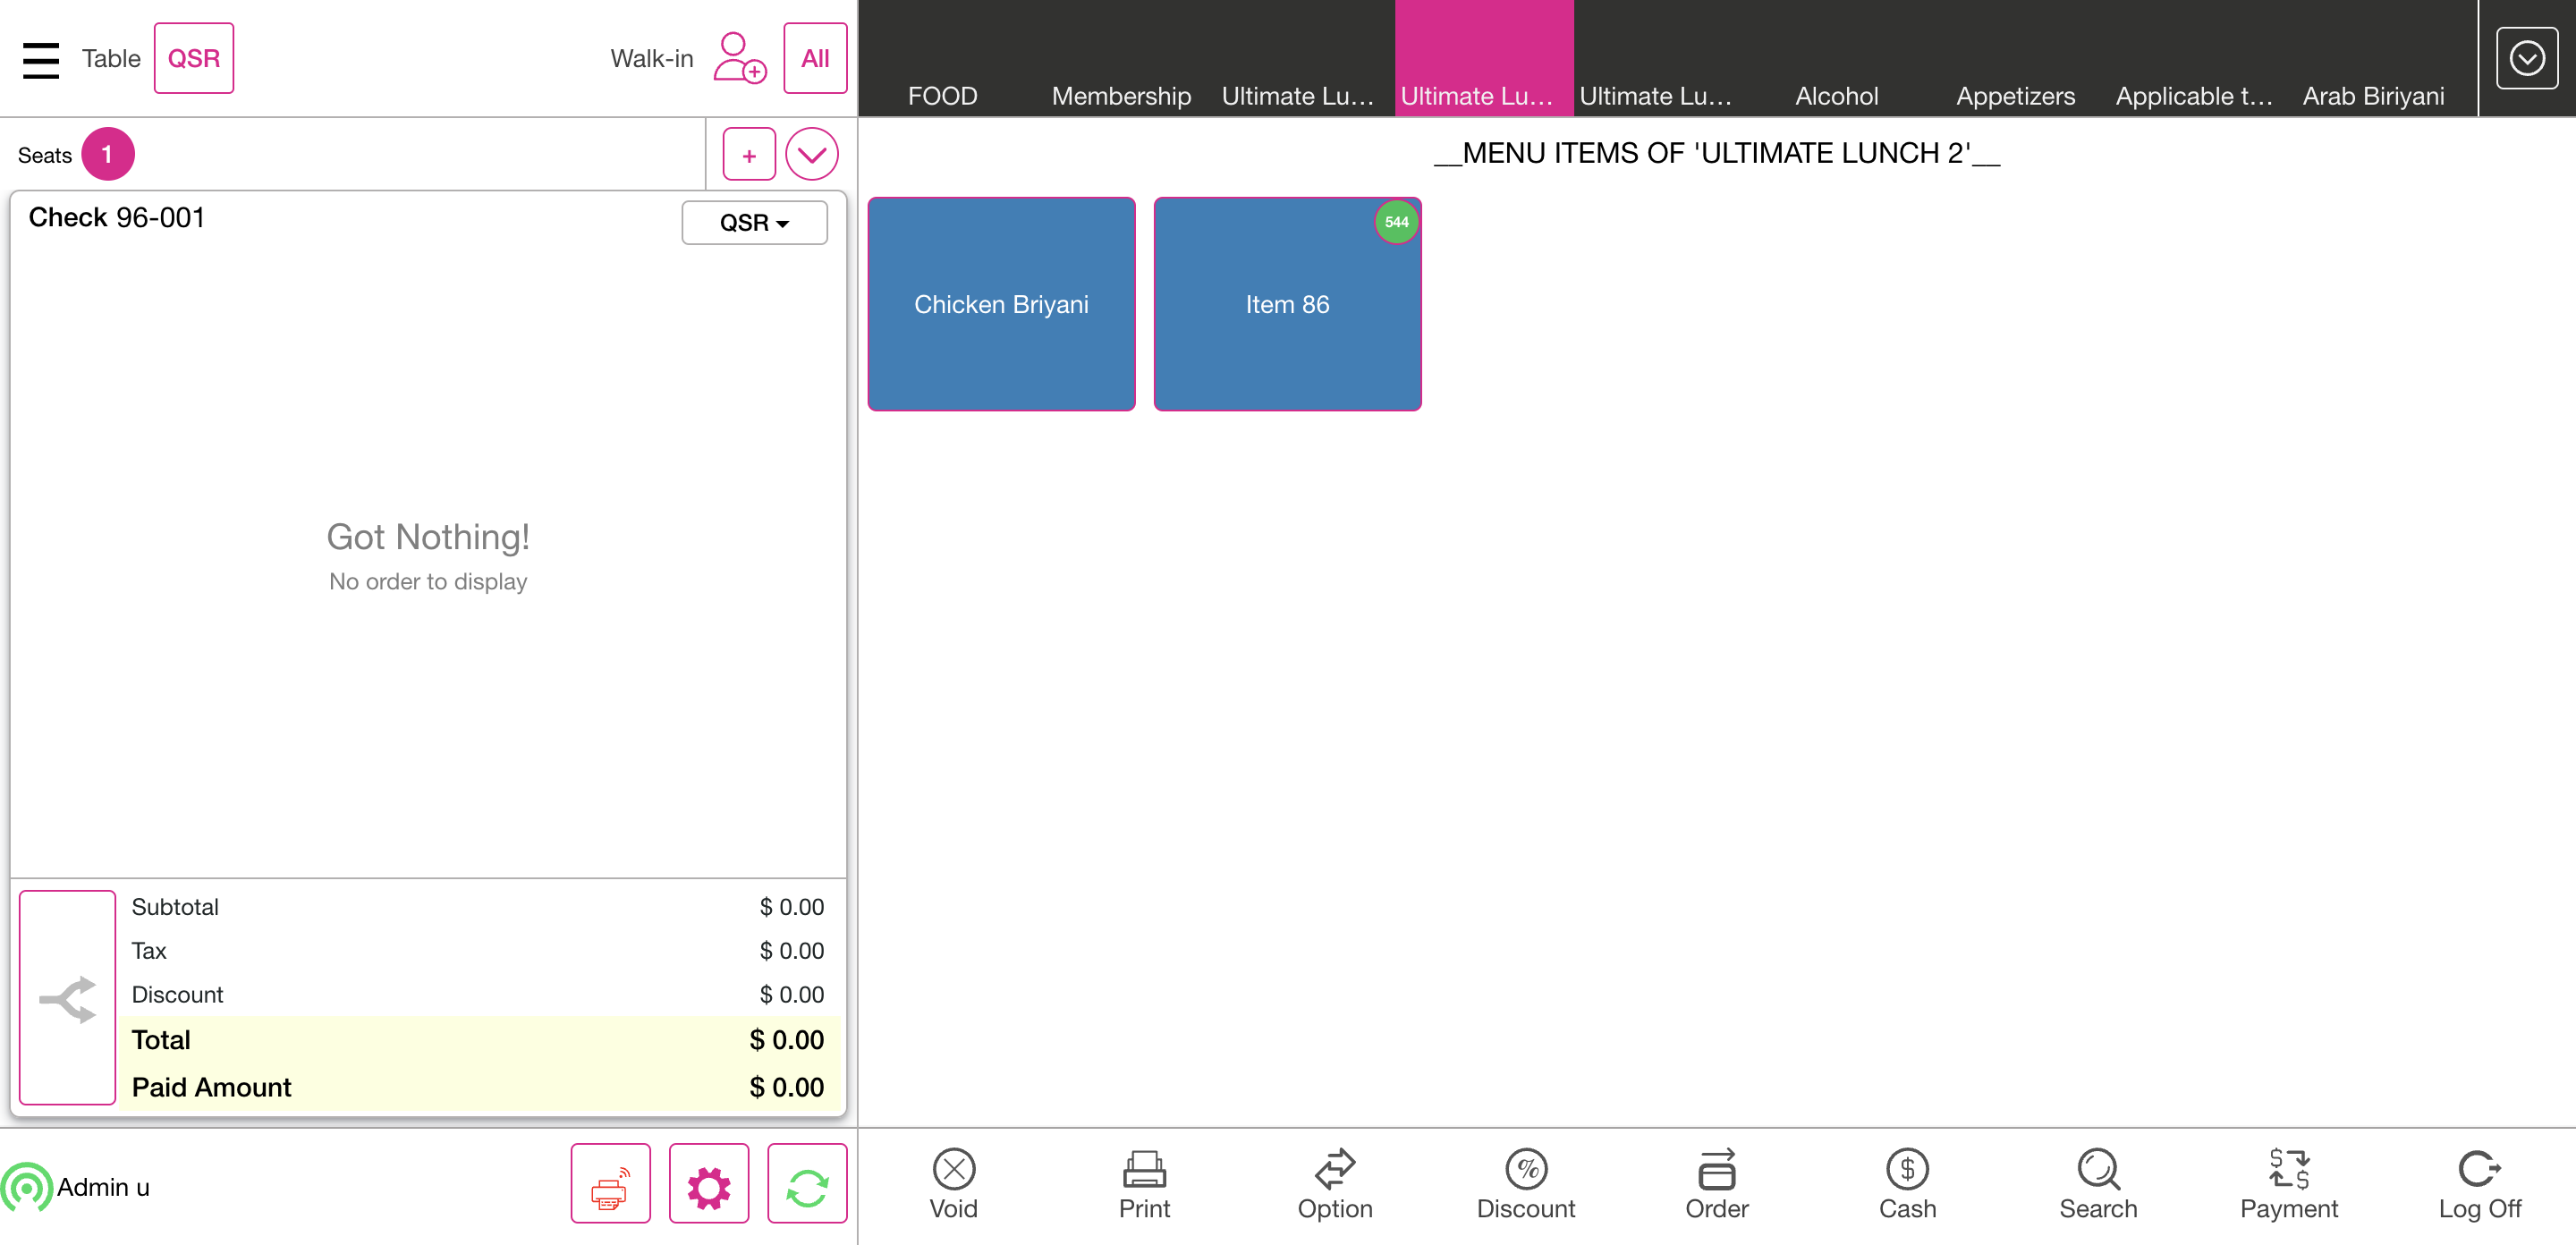 Table QSR Walk-in All
FOOD Membership Ultimate Lu... Ultimate Lu... Ultimate Lu... Alcohol Appetizers Applicable t... Arab Biriyani
Seats 1 +
__MENU ITEMS OF 'ULTIMATE LUNCH 2'__
Check 96-001 QSR
544
Chicken Briyani Item 86
Got Nothing!
No order to display
Subtotal $ 0.00
Tax $ 0.00
Discount $ 0.00
Total $ 0.00
Paid Amount $ 0.00
Admin u
Void Print Option Discount Order Cash Search Payment Log Off